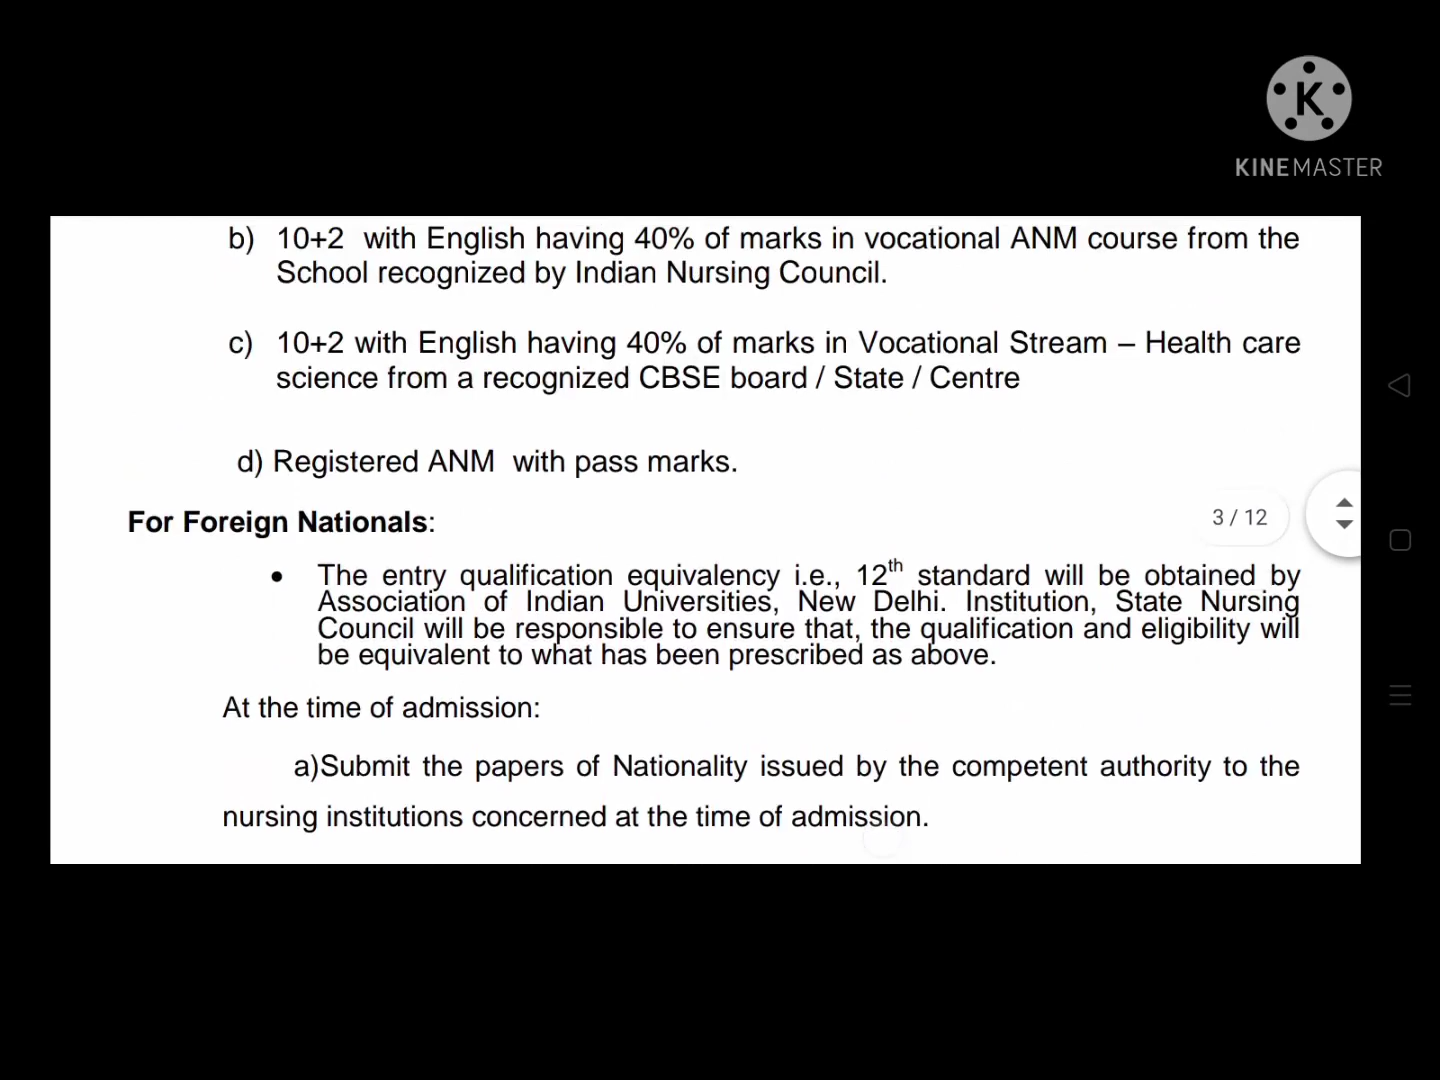 K
KINEMASTER
b) 10+2 with English having 40% of marks in vocational ANM course from the
School recognized by Indian Nursing Council.
c) 10+2 with English having 40% of marks in Vocational Stream – Health care
science from a recognized CBSE board / State / Centre
d) Registered ANM with pass marks.
For Foreign Nationals:
3 / 12
• The entry qualification equivalency i.e., 12th standard will be obtained by
Association of Indian Universities, New Delhi. Institution, State Nursing
Council will be responsible to ensure that, the qualification and eligibility will
be equivalent to what has been prescribed as above.
At the time of admission:
a)Submit the papers of Nationality issued by the competent authority to the
nursing institutions concerned at the time of admission.